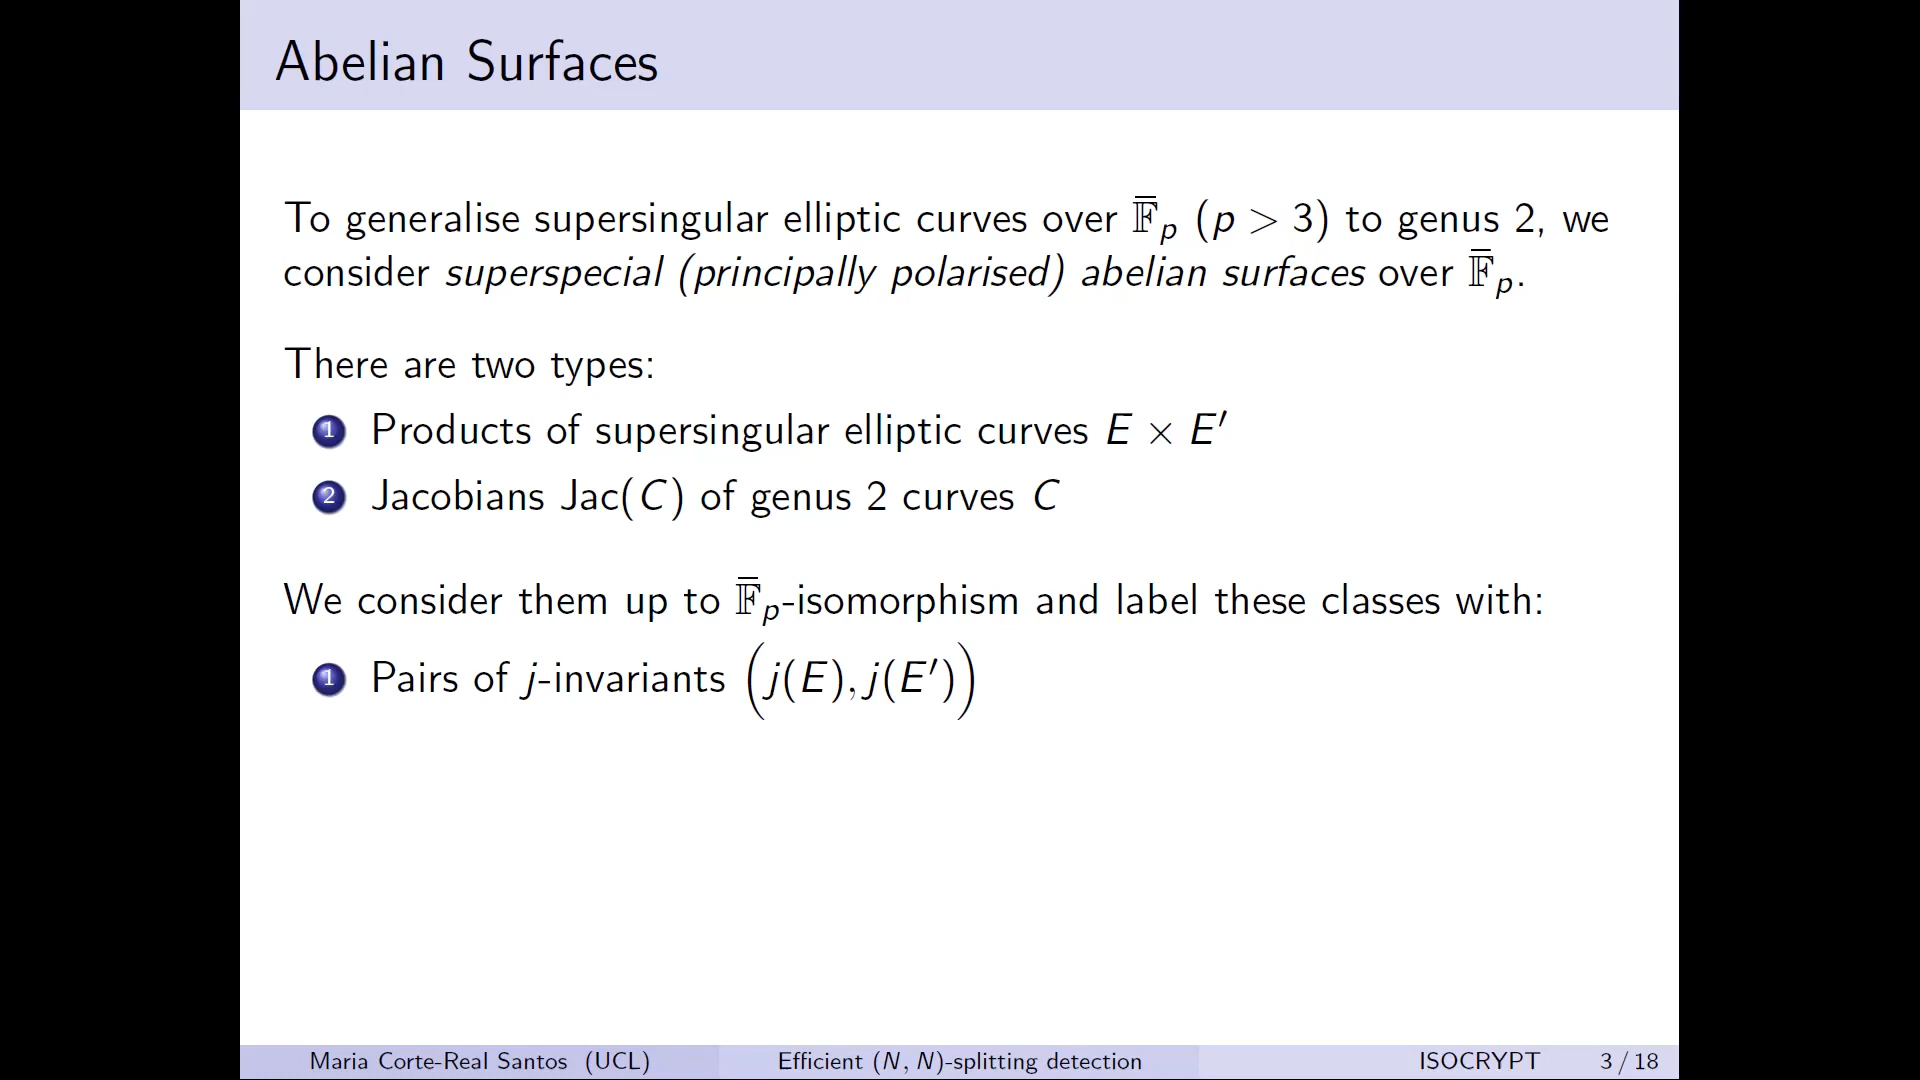 Abelian Surfaces
To generalise supersingular elliptic curves over 𝔽̅_p (p > 3) to genus 2, we
consider superspecial (principally polarised) abelian surfaces over 𝔽̅_p.
There are two types:
1 Products of supersingular elliptic curves E × E′
2 Jacobians Jac(C) of genus 2 curves C
We consider them up to 𝔽̅_p-isomorphism and label these classes with:
1 Pairs of j-invariants (j(E), j(E′))
Maria Corte-Real Santos (UCL) Efficient (N, N)-splitting detection ISOCRYPT 3 / 18